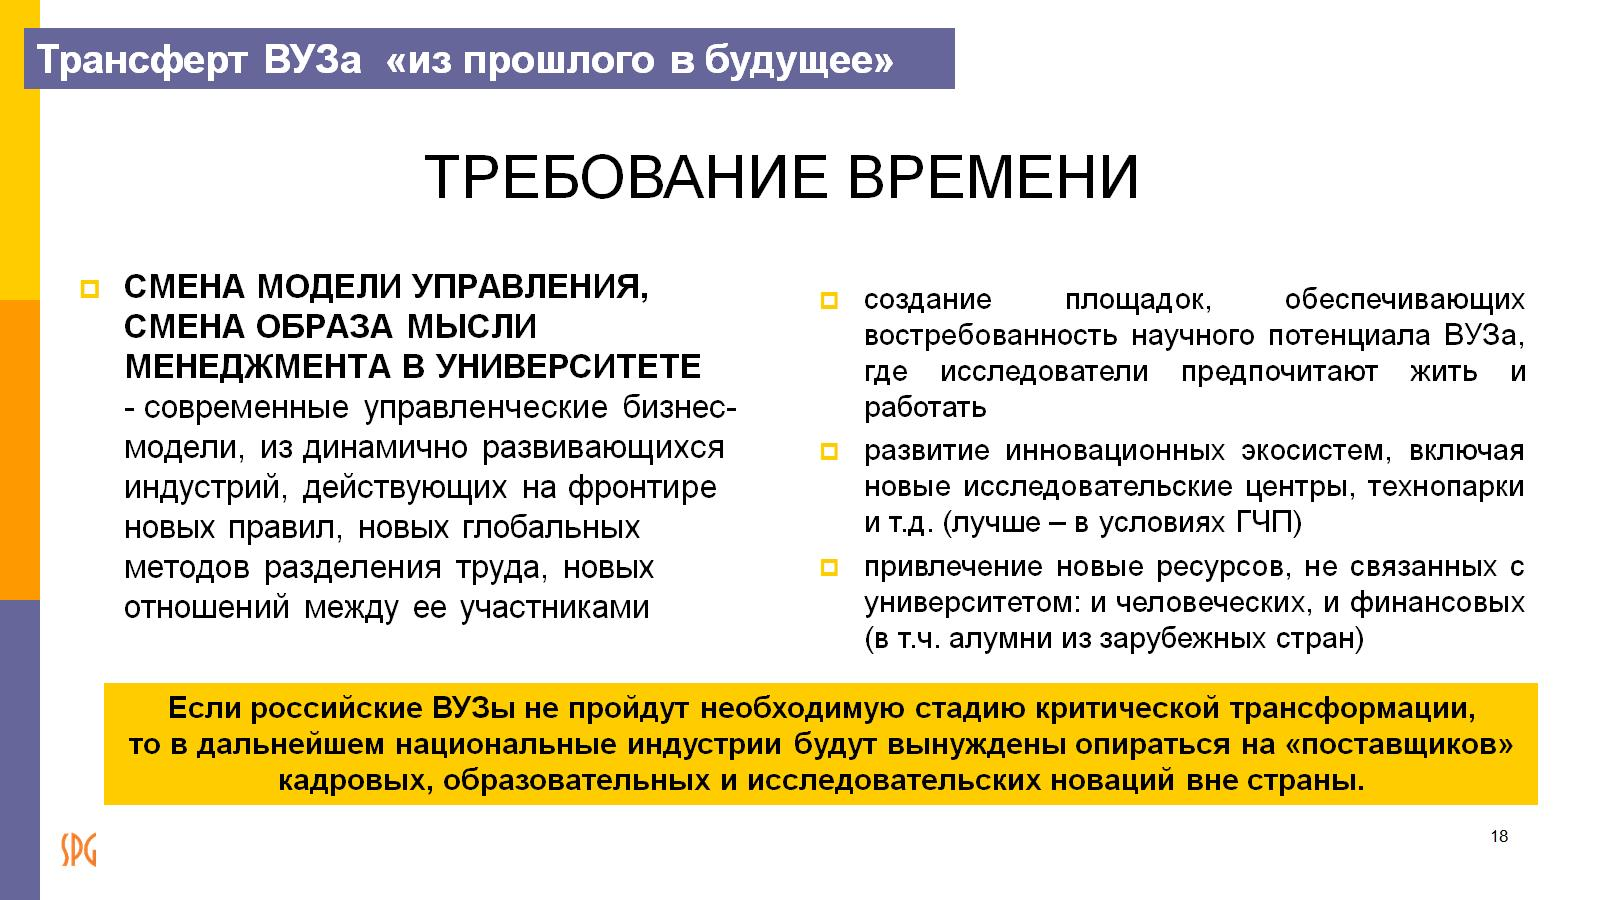 Трансферт ВУЗа «из прошлого в будущее»
ТРЕБОВАНИЕ ВРЕМЕНИ
СМЕНА МОДЕЛИ УПРАВЛЕНИЯ,
СМЕНА ОБРАЗА МЫСЛИ
МЕНЕДЖМЕНТА В УНИВЕРСИТЕТЕ
- современные управленческие бизнес-
модели, из динамично развивающихся
индустрий, действующих на фронтире
новых правил, новых глобальных
методов разделения труда, новых
отношений между ее участниками
создание площадок, обеспечивающих
востребованность научного потенциала ВУЗа,
где исследователи предпочитают жить и
работать
развитие инновационных экосистем, включая
новые исследовательские центры, технопарки
и т.д. (лучше – в условиях ГЧП)
привлечение новые ресурсов, не связанных с
университетом: и человеческих, и финансовых
(в т.ч. алумни из зарубежных стран)
Если российские ВУЗы не пройдут необходимую стадию критической трансформации,
то в дальнейшем национальные индустрии будут вынуждены опираться на «поставщиков»
кадровых, образовательных и исследовательских новаций вне страны.
SPG
18